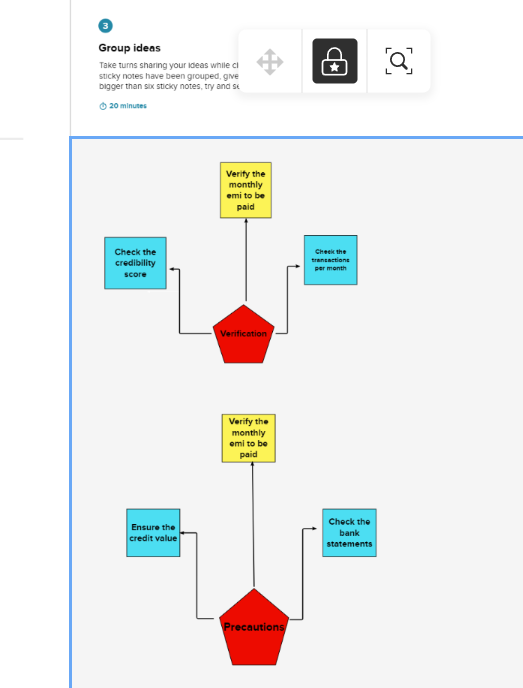 3
Group ideas
Take turns sharing your ideas while cl
sticky notes have been grouped, give
bigger than six sticky notes, try and se
20 minutes
Verify the
monthly
emi to be
paid
Check the
credibility
score
Check the
transactions
per month
Verification
Verify the
monthly
emi to be
paid
Ensure the
credit value
Check the
bank
statements
Precautions